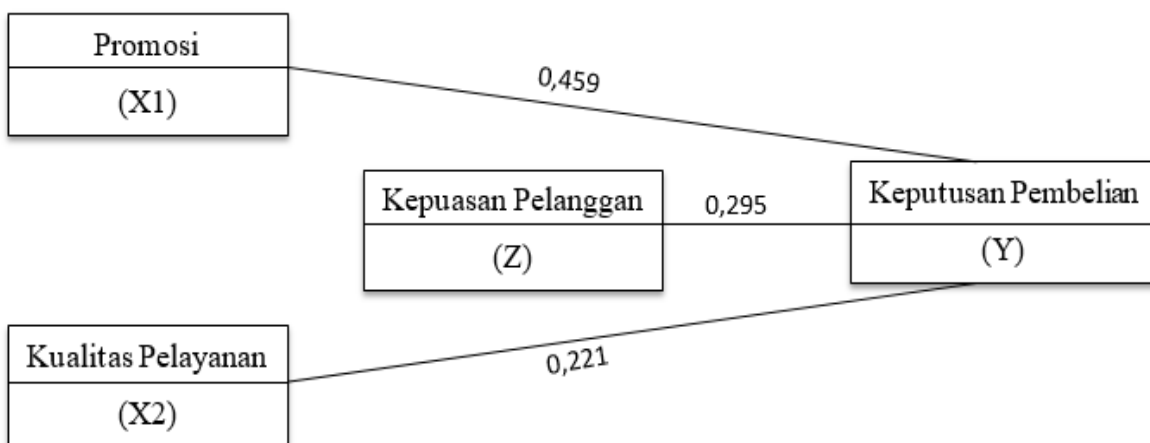 Promosi
(X1)
0,459
Kepuasan Pelanggan
(Z)
0,295
Keputusan Pembelian
(Y)
Kualitas Pelayanan
(X2)
0,221